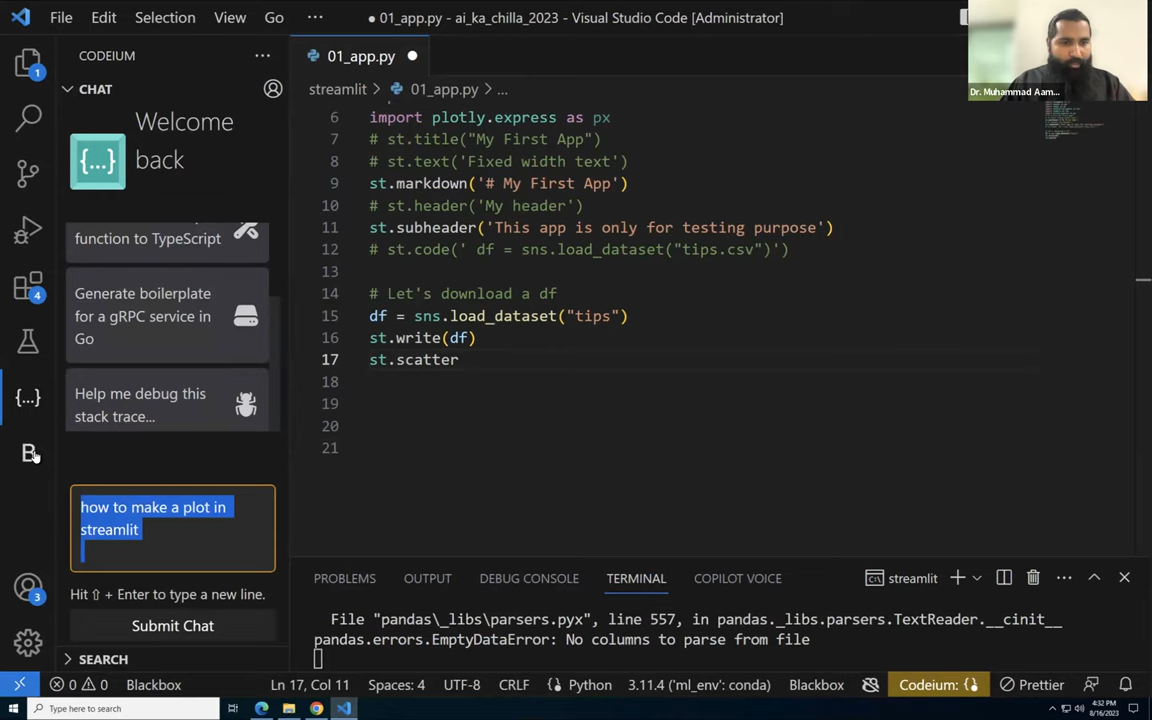 File Edit Selection View Go ··· ● 01_app.py - ai_ka_chilla_2023 - Visual Studio Code [Administrator]
Dr. Muhammad Aam...
CODEIUM ···
CHAT
{...}
Welcome
back
function to TypeScript
Generate boilerplate
for a gRPC service in
Go
Help me debug this
stack trace...
how to make a plot in
streamlit
Hit ⇧ + Enter to type a new line.
Submit Chat
SEARCH
1
4
{...}
B
3
01_app.py ●
streamlit > 01_app.py > ...
6 import plotly.express as px
7 # st.title("My First App")
8 # st.text('Fixed width text')
9 st.markdown('# My First App')
10 # st.header('My header')
11 st.subheader('This app is only for testing purpose')
12 # st.code(' df = sns.load_dataset("tips.csv")')
13
14 # Let's download a df
15 df = sns.load_dataset("tips")
16 st.write(df)
17 st.scatter
18
19
20
21
PROBLEMS OUTPUT DEBUG CONSOLE TERMINAL COPILOT VOICE streamlit
File "pandas\_libs\parsers.pyx", line 557, in pandas._libs.parsers.TextReader.__cinit__
pandas.errors.EmptyDataError: No columns to parse from file
0 0 Blackbox Ln 17, Col 11 Spaces: 4 UTF-8 CRLF Python 3.11.4 ('ml_env': conda) Blackbox Codeium: {} Prettier
Type here to search
4:32 PM
8/16/2023